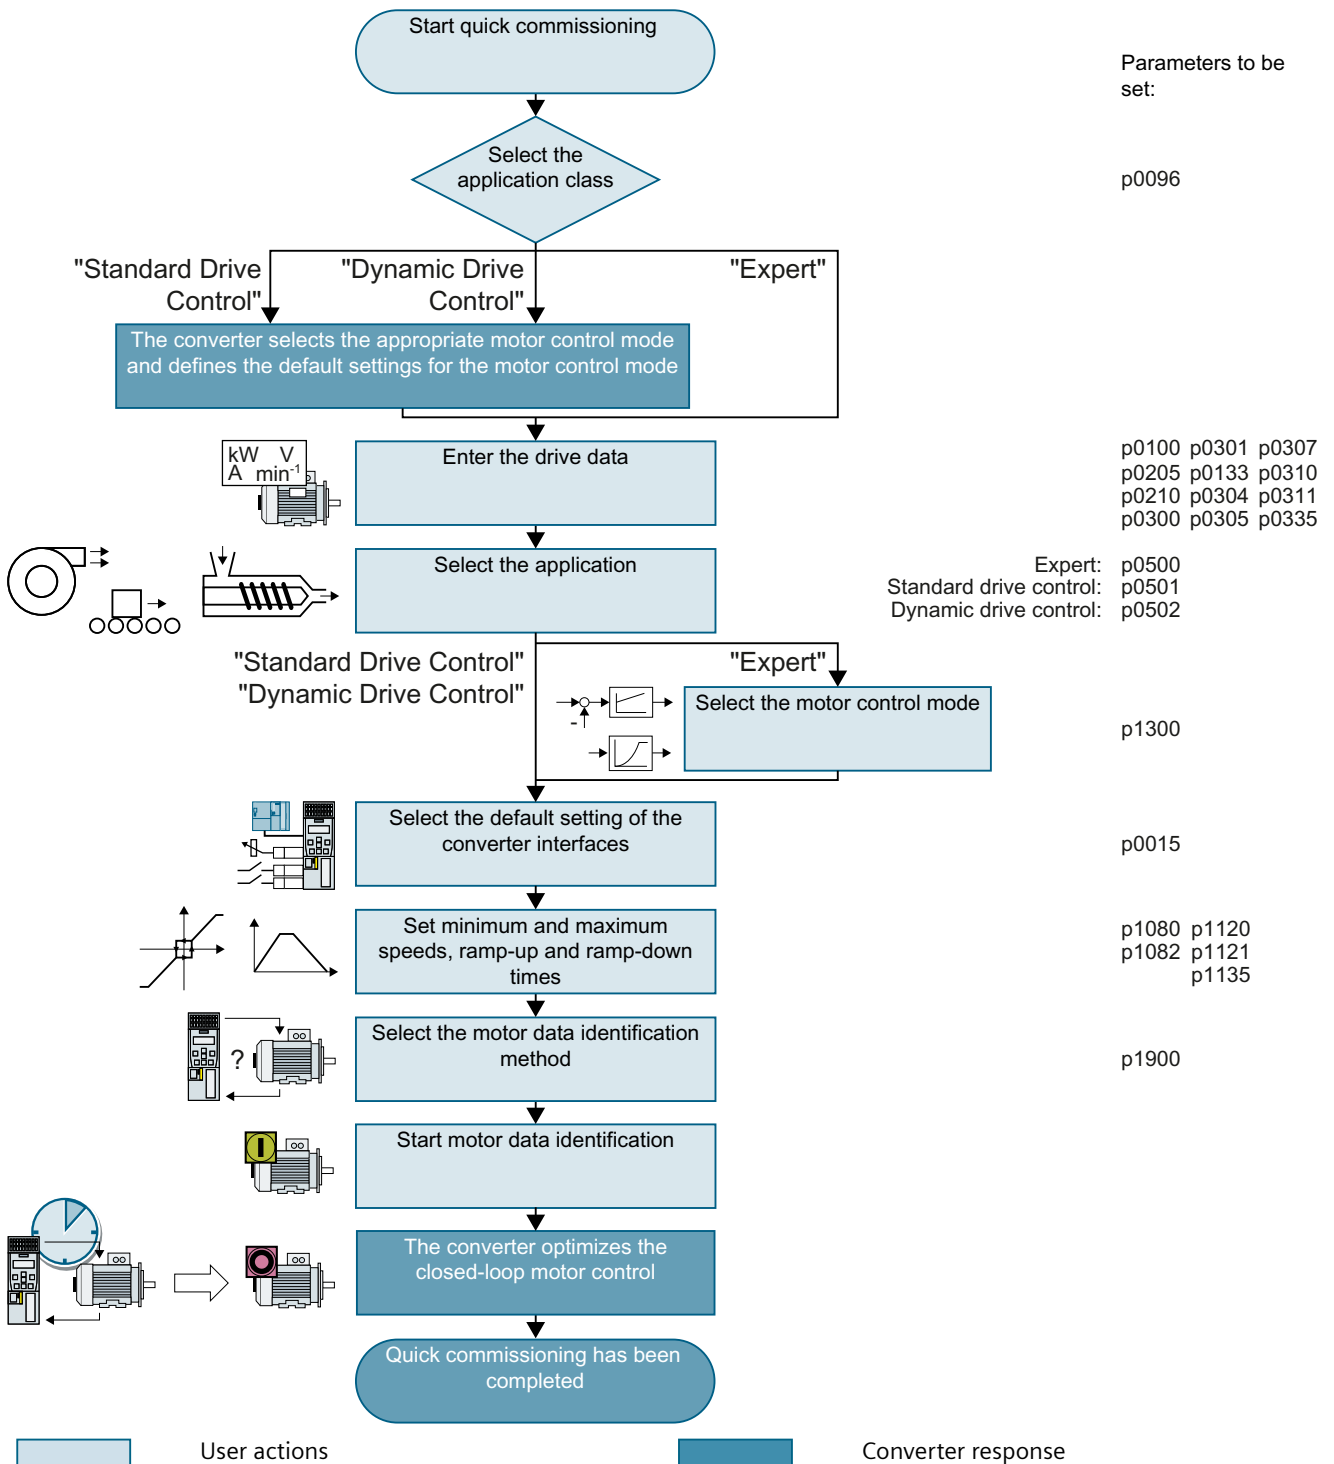 Start quick commissioning
Parameters to be
set:
Select the
application class
p0096
"Standard Drive
Control"
"Dynamic Drive
Control"
"Expert"
The converter selects the appropriate motor control mode
and defines the default settings for the motor control mode
kW V
A min-1
Enter the drive data
p0100 p0301 p0307
p0205 p0133 p0310
p0210 p0304 p0311
p0300 p0305 p0335
Select the application
Expert: p0500
Standard drive control: p0501
Dynamic drive control: p0502
"Standard Drive Control"
"Dynamic Drive Control"
"Expert"
Select the motor control mode
-
p1300
Select the default setting of the
converter interfaces
p0015
Set minimum and maximum
speeds, ramp-up and ramp-down
times
p1080 p1120
p1082 p1121
p1135
?
Select the motor data identification
method
p1900
Start motor data identification
The converter optimizes the
closed-loop motor control
Quick commissioning has been
completed
User actions
Converter response